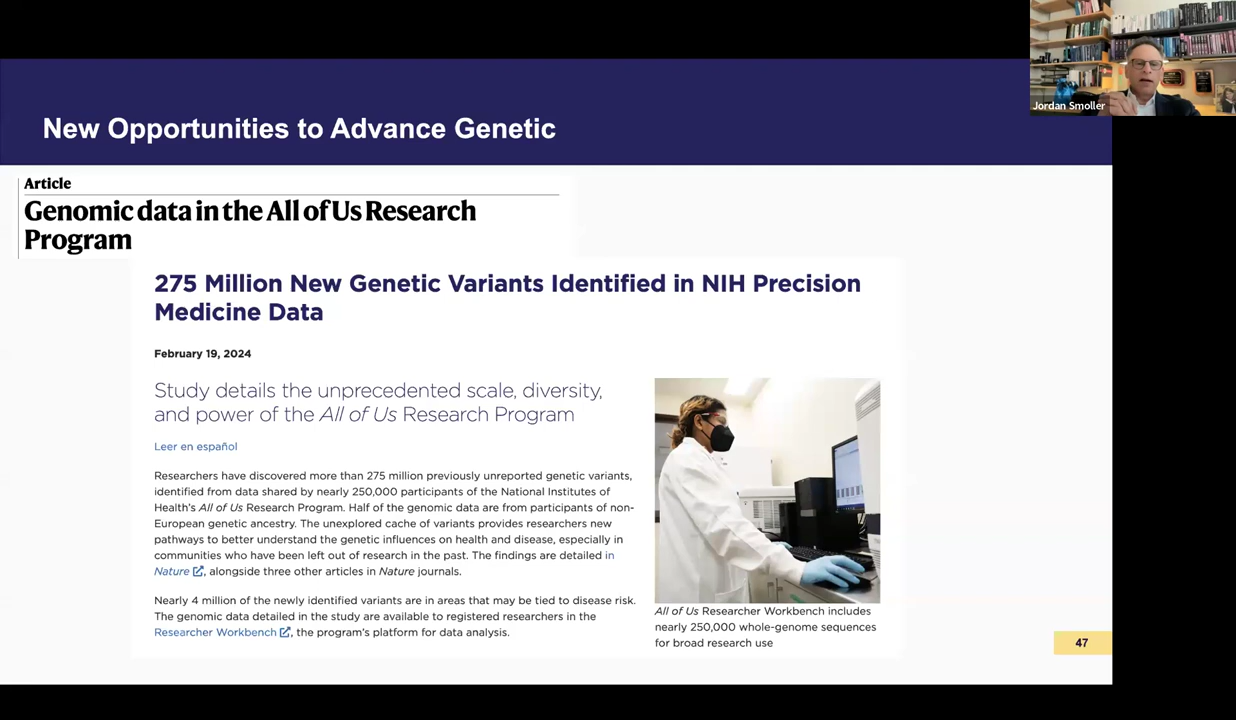 Jordan Smoller
New Opportunities to Advance Genetic
Article
Genomic data in the All of Us Research
Program
275 Million New Genetic Variants Identified in NIH Precision
Medicine Data
February 19, 2024
Study details the unprecedented scale, diversity,
and power of the All of Us Research Program
Leer en español
Researchers have discovered more than 275 million previously unreported genetic variants,
identified from data shared by nearly 250,000 participants of the National Institutes of
Health's All of Us Research Program. Half of the genomic data are from participants of non-
European genetic ancestry. The unexplored cache of variants provides researchers new
pathways to better understand the genetic influences on health and disease, especially in
communities who have been left out of research in the past. The findings are detailed in
Nature, alongside three other articles in Nature journals.
Nearly 4 million of the newly identified variants are in areas that may be tied to disease risk.
The genomic data detailed in the study are available to registered researchers in the
Researcher Workbench, the program's platform for data analysis.
All of Us Researcher Workbench includes
nearly 250,000 whole-genome sequences
for broad research use
47